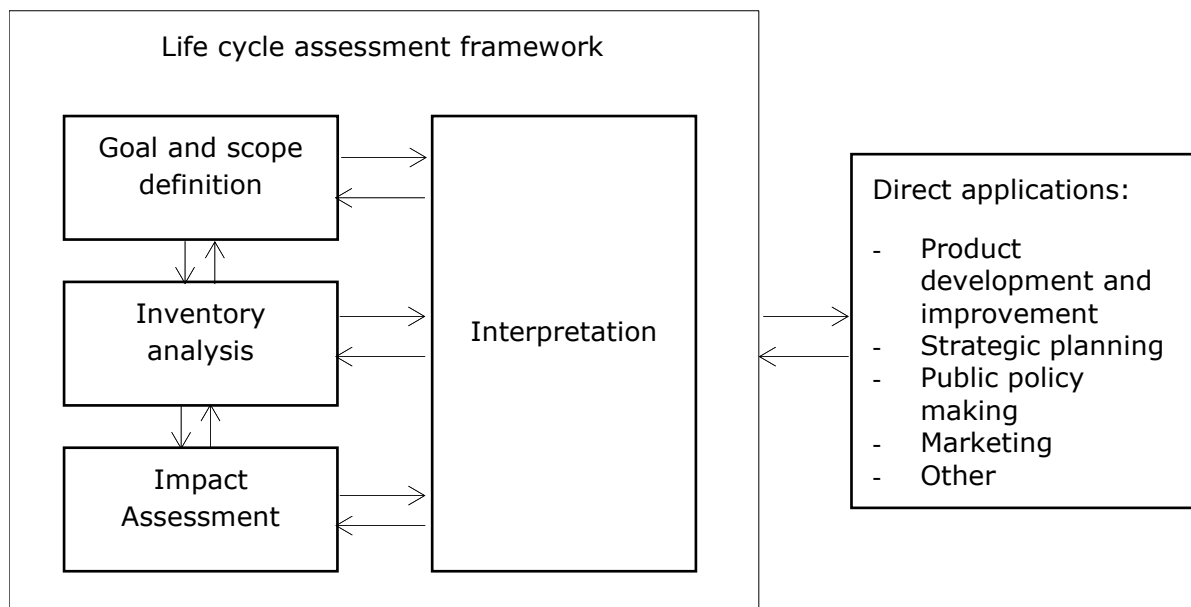 Life cycle assessment framework
Goal and scope
definition
Inventory
analysis
Impact
Assessment
Interpretation
Direct applications:
- Product
development and
improvement
- Strategic planning
- Public policy
making
- Marketing
- Other